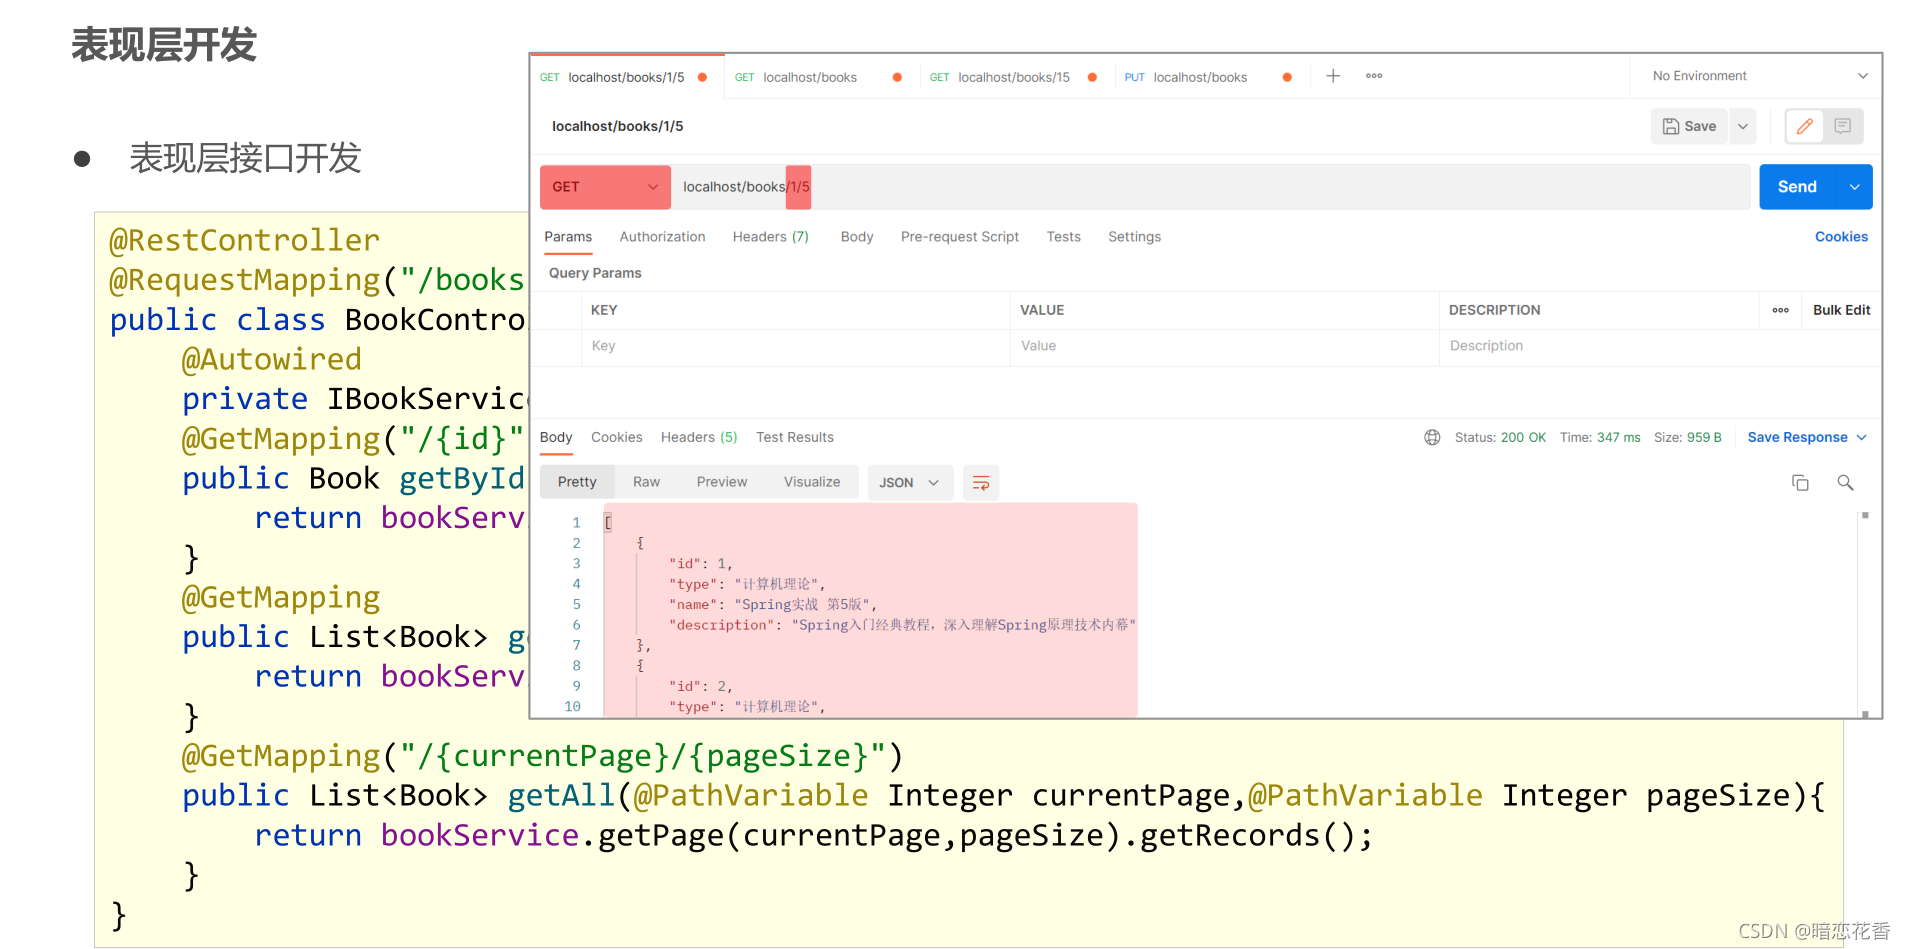 表现层开发
● 表现层接口开发
@RestController
@RequestMapping("/books
public class BookContro
@Autowired
private IBookServic
@GetMapping("/{id}"
public Book getById
return bookServ
}
@GetMapping
public List<Book> g
return bookServ
}
@GetMapping("/{currentPage}/{pageSize}")
public List<Book> getAll(@PathVariable Integer currentPage,@PathVariable Integer pageSize){
return bookService.getPage(currentPage,pageSize).getRecords();
}
}
GET localhost/books/1/5 GET localhost/books GET localhost/books/15 PUT localhost/books No Environment
localhost/books/1/5 Save
GET localhost/books/1/5 Send
Params Authorization Headers (7) Body Pre-request Script Tests Settings Cookies
Query Params
KEY VALUE DESCRIPTION Bulk Edit
Key Value Description
Body Cookies Headers (5) Test Results Status: 200 OK Time: 347 ms Size: 959 B Save Response
Pretty Raw Preview Visualize JSON
1 [
2 {
3 "id": 1,
4 "type": "计算机理论",
5 "name": "Spring实战 第5版",
6 "description": "Spring入门经典教程，深入理解Spring原理技术内幕"
7 },
8 {
9 "id": 2,
10 "type": "计算机理论",
CSDN @暗恋花香